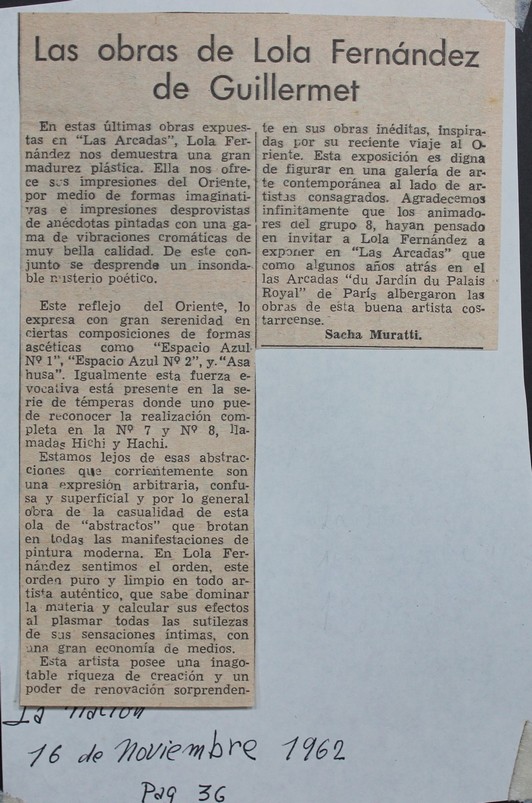 Las obras de Lola Fernández
de Guillermet
En estas últimas obras expues-
tas en "Las Arcadas", Lola Fer-
nández nos demuestra una gran
madurez plástica. Ella nos ofre-
ce sus impresiones del Oriente,
por medio de formas imaginati-
vas e impresiones desprovistas
de anécdotas pintadas con una ga-
ma de vibraciones cromáticas de
muy bella calidad. De este con-
junto se desprende un insonda-
ble misterio poético.
Este reflejo del Oriente, lo
expresa con gran serenidad en
ciertas composiciones de formas
ascéticas como "Espacio Azul
Nº 1", "Espacio Azul Nº 2", y "Asa
husa". Igualmente esta fuerza e-
vocativa está presente en la se-
rie de témperas donde uno pue-
de reconocer la realización com-
pleta en la Nº 7 y Nº 8, lla-
madas Hichi y Hachi.
Estamos lejos de esas abstrac-
ciones que corrientemente son
una expresión arbitraria, confu-
sa y superficial y por lo general
obra de la casualidad de esta
ola de "abstractos" que brotan
en todas las manifestaciones de
pintura moderna. En Lola Fer-
nández sentimos el orden, este
orden puro y limpio en todo ar-
tista auténtico, que sabe dominar
la materia y calcular sus efectos
al plasmar todas las sutilezas
de sus sensaciones íntimas, con
una gran economía de medios.
Esta artista posee una inago-
table riqueza de creación y un
poder de renovación sorprenden-
te en sus obras inéditas, inspira-
das por su reciente viaje al O-
riente. Esta exposición es digna
de figurar en una galería de ar-
te contemporánea al lado de ar-
tistas consagrados. Agradecemos
infinitamente que los animado-
res del grupo 8, hayan pensado
en invitar a Lola Fernández a
exponer en "Las Arcadas" que
como algunos años atrás en el
las Arcadas "du Jardín du Palais
Royal" de París albergaron las
obras de esta buena artista cos-
tarrcense.
Sacha Muratti.
La Nación
16 de Noviembre 1962
Pag 36